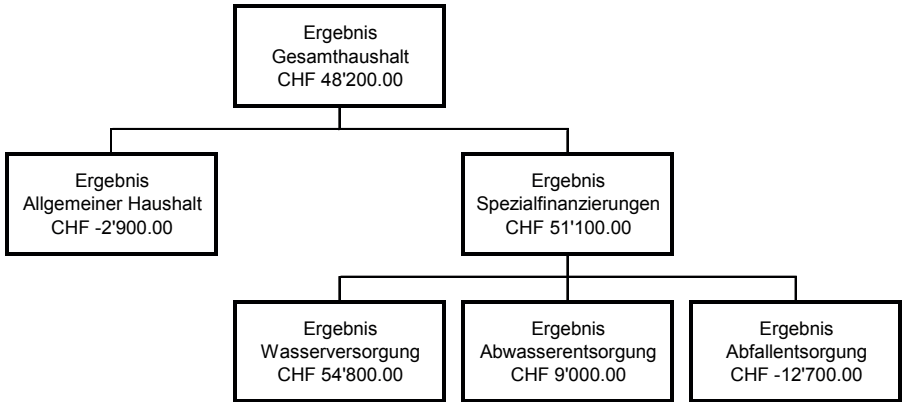 Ergebnis
Gesamthaushalt
CHF 48'200.00
Ergebnis
Allgemeiner Haushalt
CHF -2'900.00
Ergebnis
Spezialfinanzierungen
CHF 51'100.00
Ergebnis
Wasserversorgung
CHF 54'800.00
Ergebnis
Abwasserentsorgung
CHF 9'000.00
Ergebnis
Abfallentsorgung
CHF -12'700.00